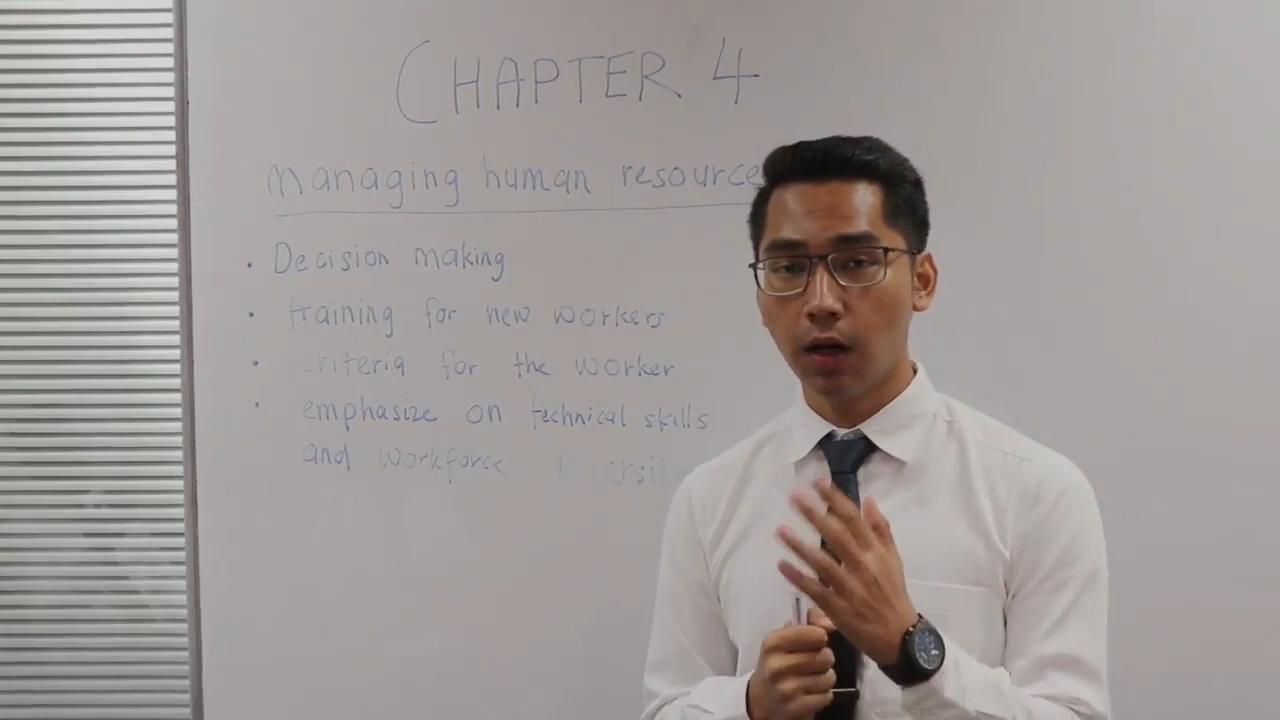 CHAPTER 4
managing human resource
• Decision making
• training for new workers
• criteria for the worker
• emphasize on technical skills
and workforce